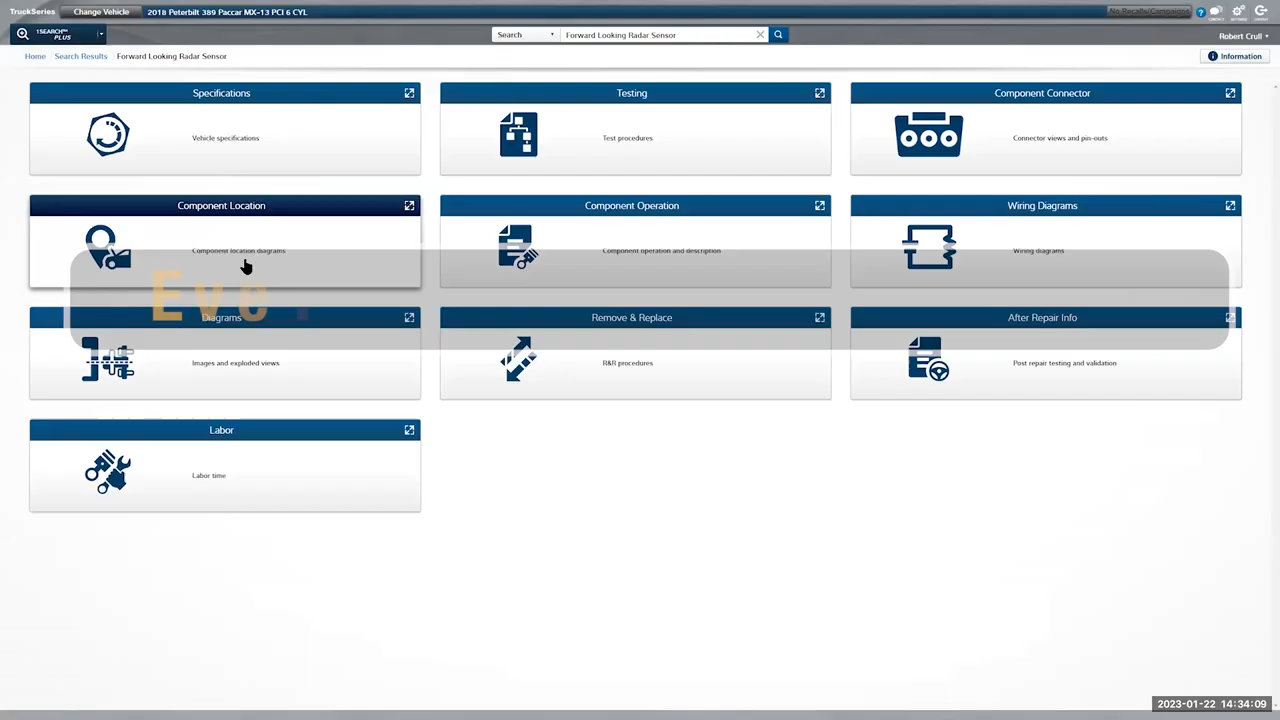 TruckSeries Change Vehicle 2018 Peterbilt 389 Paccar MX-13 PCI 6 CYL No Recalls/Campaigns
1SEARCH™ PLUS Search Forward Looking Radar Sensor Robert Crull
Home Search Results Forward Looking Radar Sensor Information
Specifications Testing Component Connector
Vehicle specifications Test procedures Connector views and pin-outs
Component Location Component Operation Wiring Diagrams
Component location diagrams Component operation and description Wiring diagrams
Eve
Diagrams Remove & Replace After Repair Info
Images and exploded views R&R procedures Post repair testing and validation
Labor
Labor time
2023-01-22 14:34:09